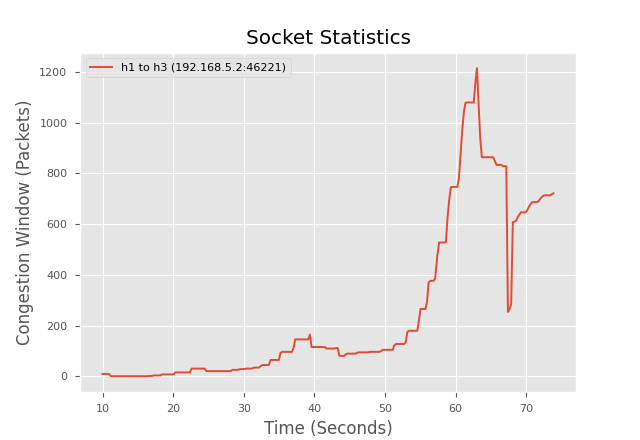 Socket Statistics
h1 to h3 (192.168.5.2:46221)
Congestion Window (Packets)
1200
1000
800
600
400
200
0
10 20 30 40 50 60 70
Time (Seconds)